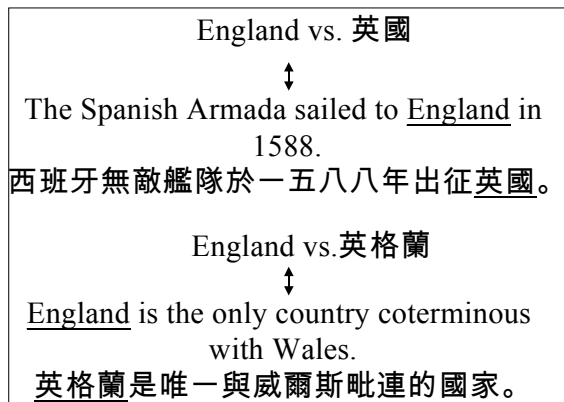 England vs. 英國
↕
The Spanish Armada sailed to England in
1588.
西班牙無敵艦隊於一五八八年出征英國。
England vs.英格蘭
↕
England is the only country coterminous
with Wales.
英格蘭是唯一與威爾斯毗連的國家。